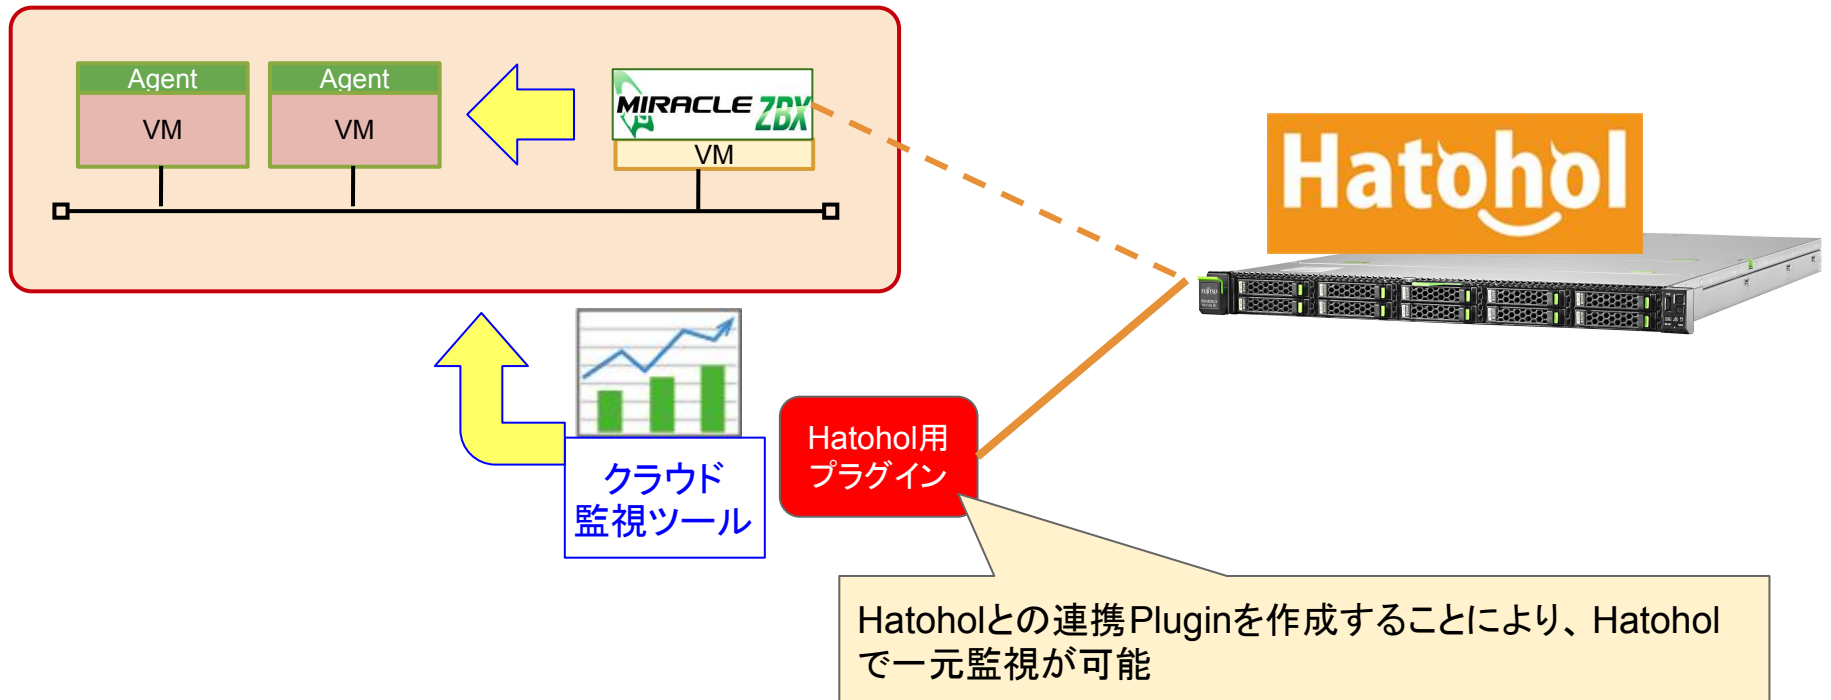 Agent
Agent
VM
VM
MIRACLE ZBX
VM
Hatohol
FUJITSU
クラウド
監視ツール
Hatohol用
プラグイン
Hatoholとの連携Pluginを作成することにより、Hatohol
で一元監視が可能